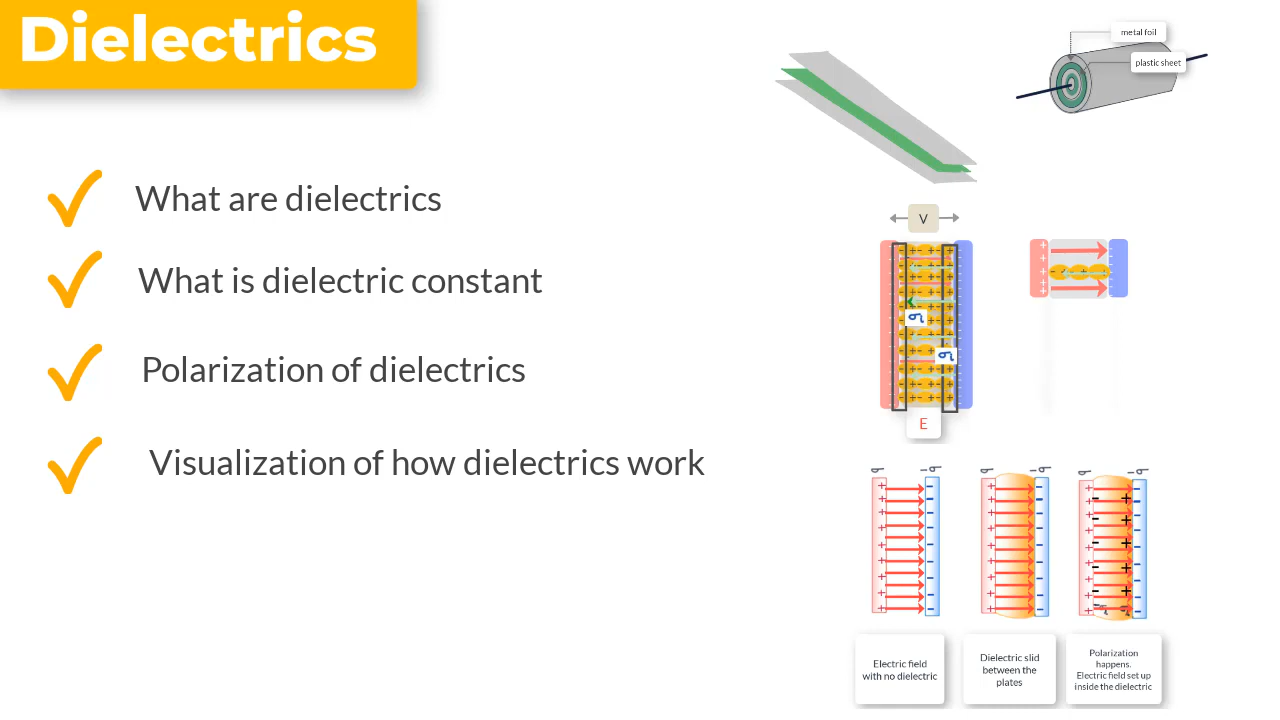 Dielectrics
What are dielectrics
What is dielectric constant
Polarization of dielectrics
Visualization of how dielectrics work
metal foil
plastic sheet
V
E
q -q
q -q
q -q
Electric field
with no dielectric
Dielectric slid
between the
plates
Polarization
happens.
Electric field set up
inside the dielectric